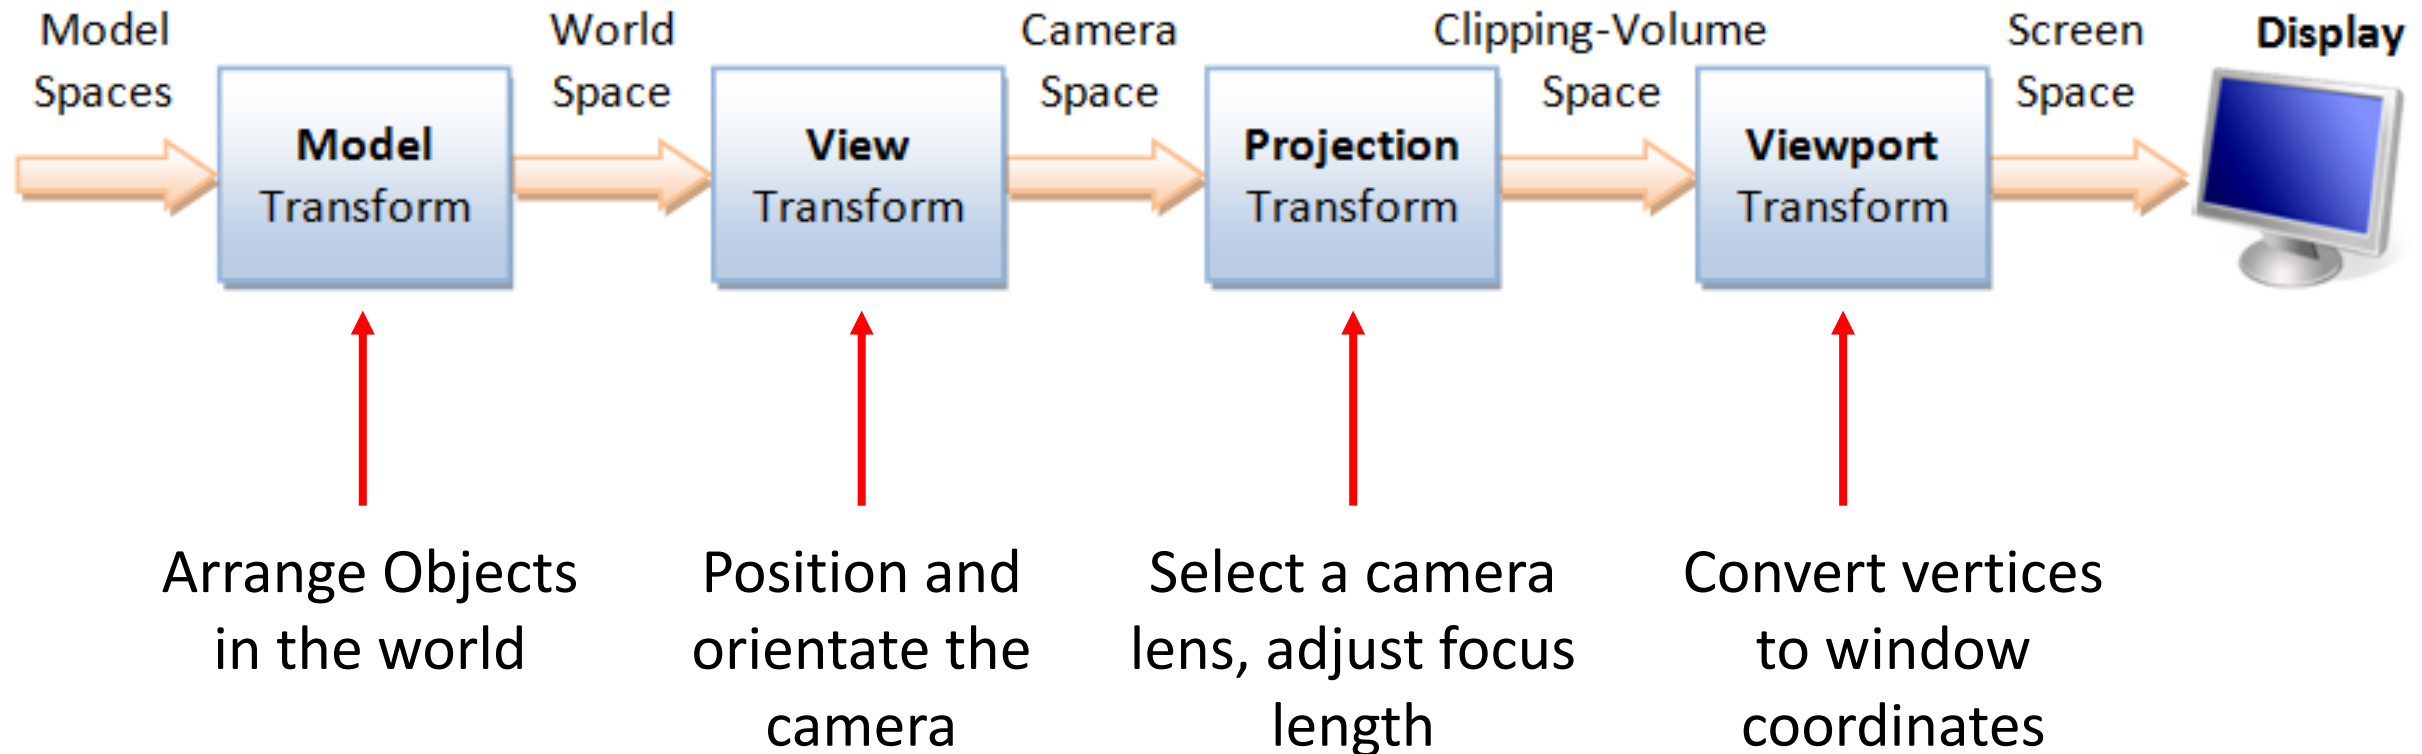 Model
Spaces
World
Space
Camera
Space
Clipping-Volume
Space
Screen
Space
Display
Model
Transform
View
Transform
Projection
Transform
Viewport
Transform
Arrange Objects
in the world
Position and
orientate the
camera
Select a camera
lens, adjust focus
length
Convert vertices
to window
coordinates